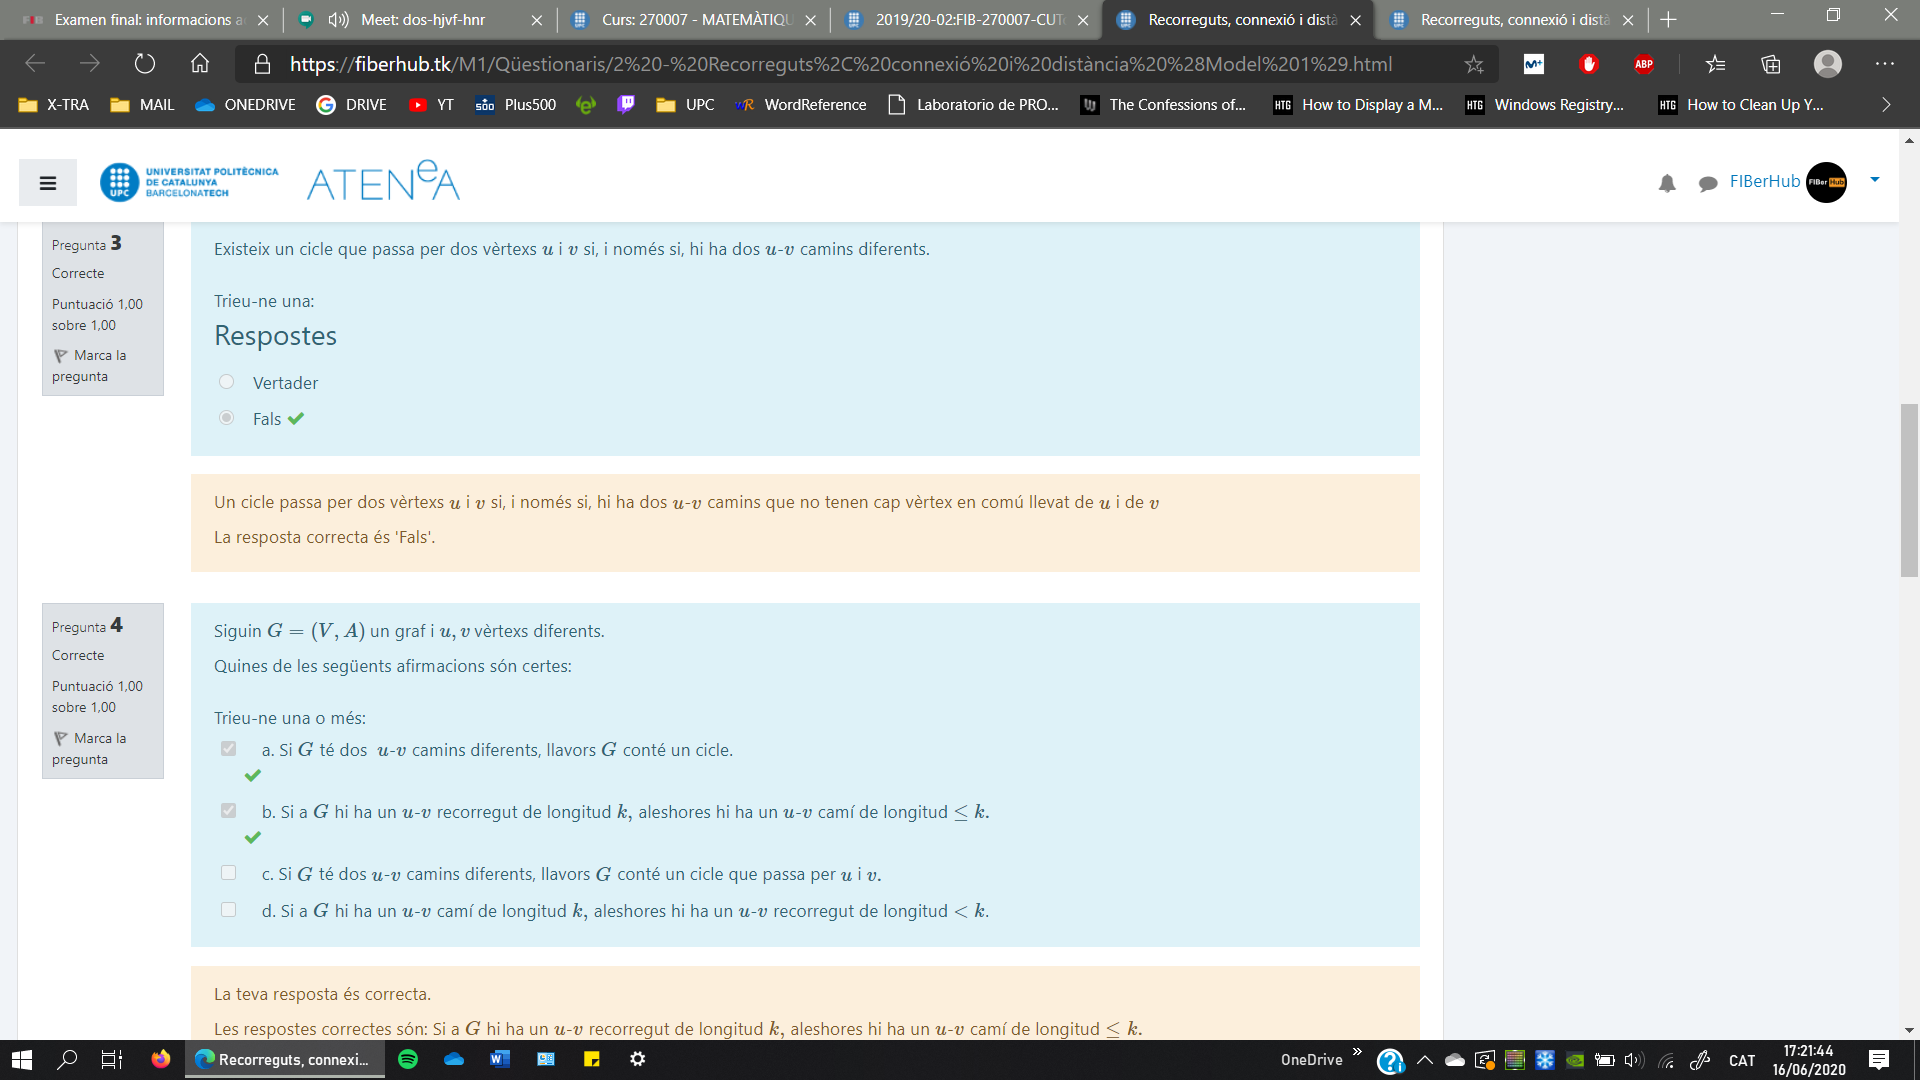 Examen final: informacions a
Meet: dos-hjvf-hnr
Curs: 270007 - MATEMÀTIQU
2019/20-02:FIB-270007-CUTo
Recorreguts, connexió i distà
Recorreguts, connexió i distà
https://fiberhub.tk/M1/Qüestionaris/2%20-%20Recorreguts%2C%20connexió%20i%20distància%20%28Model%201%29.html
X-TRA
MAIL
ONEDRIVE
DRIVE
YT
Plus500
UPC
WordReference
Laboratorio de PRO...
The Confessions of...
How to Display a M...
Windows Registry...
How to Clean Up Y...
UNIVERSITAT POLITÈCNICA
DE CATALUNYA
BARCELONATECH
UPC
ATENeA
FIBerHub
FIBer Hub
Pregunta 3
Correcte
Puntuació 1,00
sobre 1,00
Marca la
pregunta
Existeix un cicle que passa per dos vèrtexs u i v si, i només si, hi ha dos u-v camins diferents.
Trieu-ne una:
Respostes
Vertader
Fals
Un cicle passa per dos vèrtexs u i v si, i només si, hi ha dos u-v camins que no tenen cap vèrtex en comú llevat de u i de v
La resposta correcta és 'Fals'.
Pregunta 4
Correcte
Puntuació 1,00
sobre 1,00
Marca la
pregunta
Siguin G = (V, A) un graf i u, v vèrtexs diferents.
Quines de les següents afirmacions són certes:
Trieu-ne una o més:
a. Si G té dos u-v camins diferents, llavors G conté un cicle.
b. Si a G hi ha un u-v recorregut de longitud k, aleshores hi ha un u-v camí de longitud ≤ k.
c. Si G té dos u-v camins diferents, llavors G conté un cicle que passa per u i v.
d. Si a G hi ha un u-v camí de longitud k, aleshores hi ha un u-v recorregut de longitud < k.
La teva resposta és correcta.
Les respostes correctes són: Si a G hi ha un u-v recorregut de longitud k, aleshores hi ha un u-v camí de longitud ≤ k.
Recorreguts, connexi...
OneDrive
CAT
17:21:44
16/06/2020